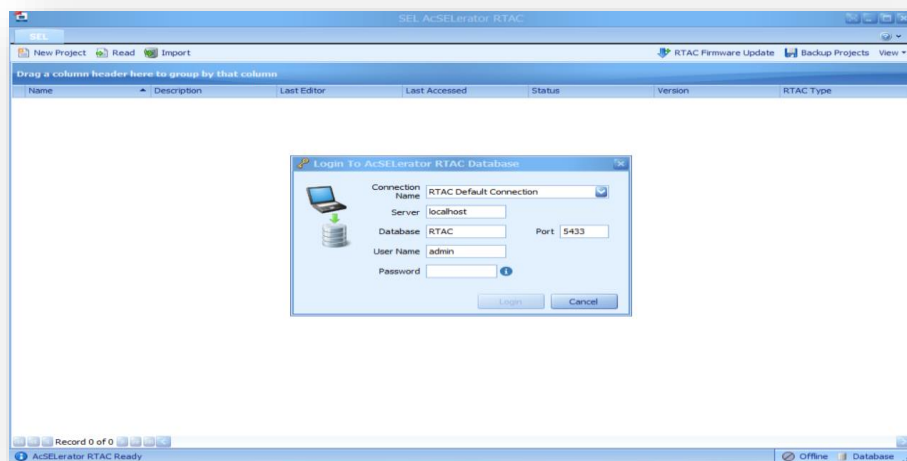 SEL AcSELerator RTAC
SEL
New Project Read Import RTAC Firmware Update Backup Projects View
Drag a column header here to group by that column
Name Description Last Editor Last Accessed Status Version RTAC Type
Login To AcSELerator RTAC Database
Connection Name RTAC Default Connection
Server localhost
Database RTAC Port 5433
User Name admin
Password
Login Cancel
Record 0 of 0
AcSELerator RTAC Ready Offline Database